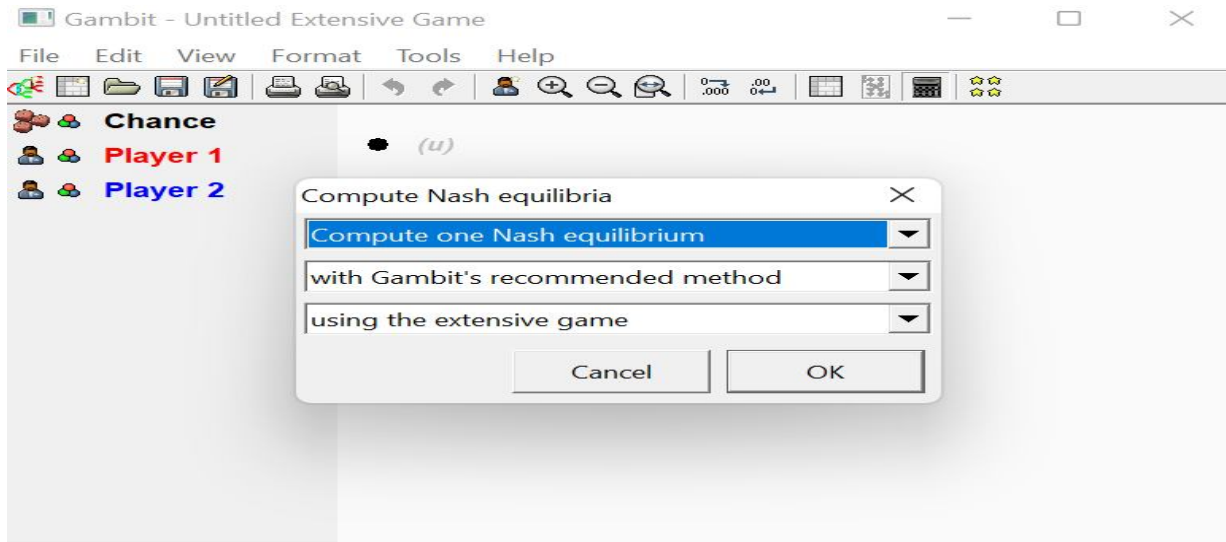 Gambit - Untitled Extensive Game
File Edit View Format Tools Help
Chance
Player 1
Player 2
(u)
Compute Nash equilibria
Compute one Nash equilibrium
with Gambit's recommended method
using the extensive game
Cancel OK